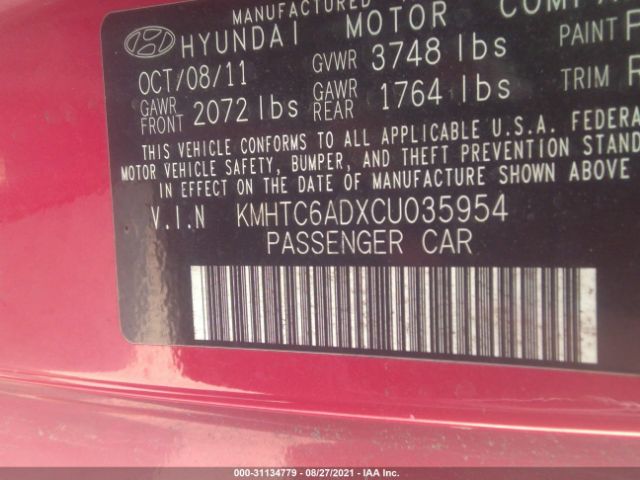 MANUFACTURED
HYUNDAI MOTOR COMPA
OCT/08/11 GVWR 3748 lbs PAINT
GAWR FRONT 2072 lbs GAWR REAR 1764 lbs TRIM
THIS VEHICLE CONFORMS TO ALL APPLICABLE U.S.A. FEDERA
MOTOR VEHICLE SAFETY, BUMPER, AND THEFT PREVENTION STAND
IN EFFECT ON THE DATE OF MANUFACTURE SHOWN ABOVE
V.I.N KMHTC6ADXCU035954
PASSENGER CAR
000-31134779 - 08/27/2021 - IAA Inc.